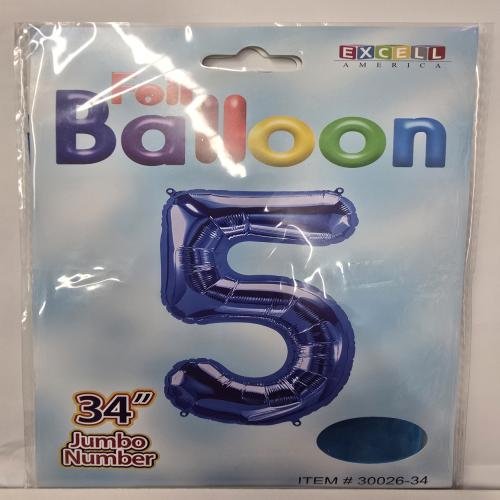 EXCELL
AMERICA
Foil
Balloon
5
34"
Jumbo
Number
ITEM # 30026-34